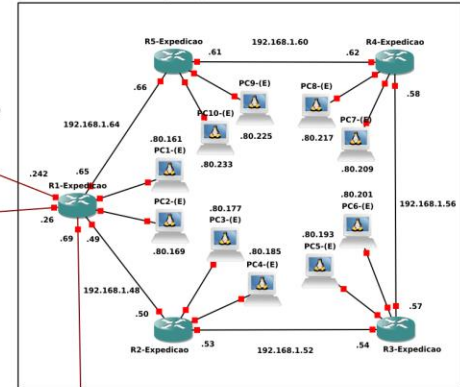 R5-Expedicao
.61
192.168.1.60
.62
R4-Expedicao
.66
PC9-(E)
PC8-(E)
.58
PC10-(E)
.80.225
PC7-(E)
.80.217
192.168.1.64
.80.233
.80.209
.80.161
PC1-(E)
.242
.65
R1-Expedicao
.80.201
PC6-(E)
192.168.1.56
PC2-(E)
.80.177
PC3-(E)
.26
.80.193
PC5-(E)
.69
.49
.80.185
PC4-(E)
.80.169
192.168.1.48
.50
.57
R2-Expedicao
.53
192.168.1.52
.54
R3-Expedicao